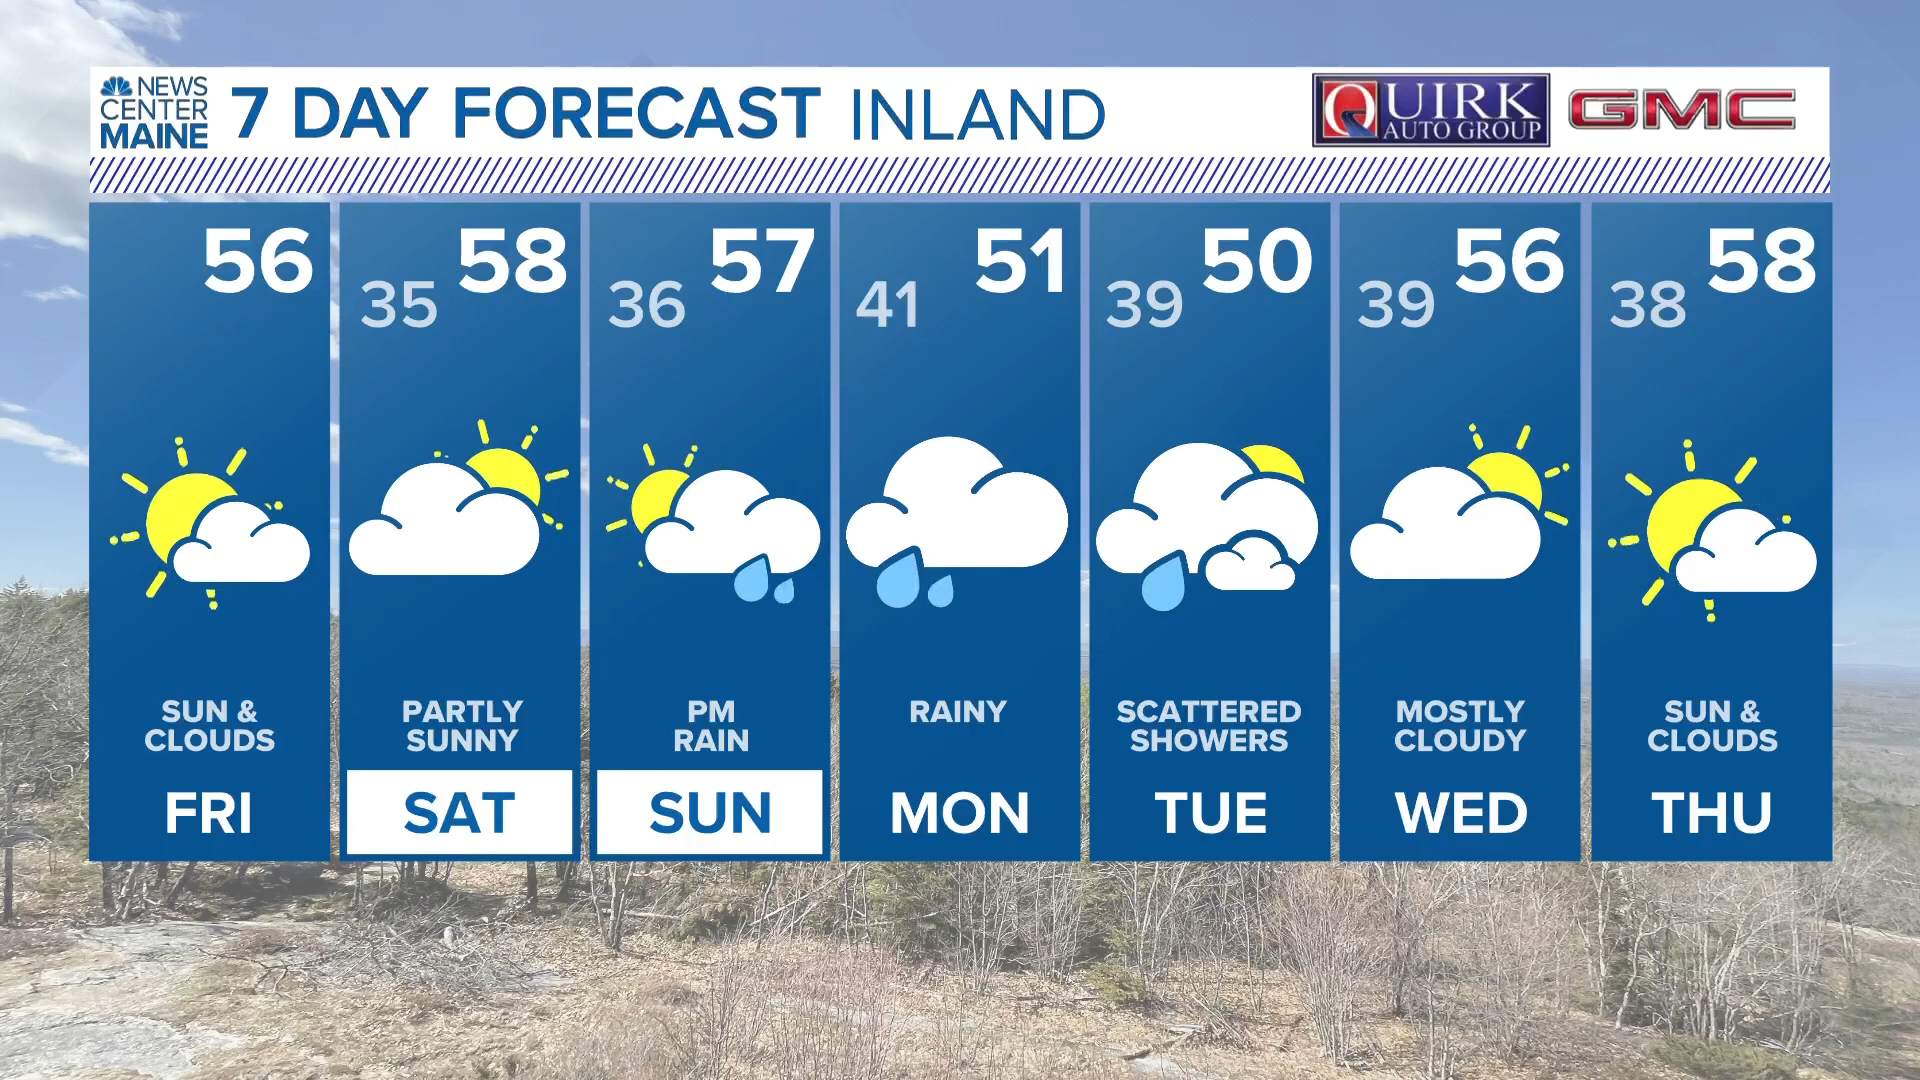 NEWS
CENTER
MAINE
7 DAY FORECAST INLAND
QUIRK
AUTO GROUP
GMC
56
35 58
36 57
41 51
39 50
39 56
38 58
SUN &
CLOUDS
PARTLY
SUNNY
PM
RAIN
RAINY
SCATTERED
SHOWERS
MOSTLY
CLOUDY
SUN &
CLOUDS
FRI
SAT
SUN
MON
TUE
WED
THU